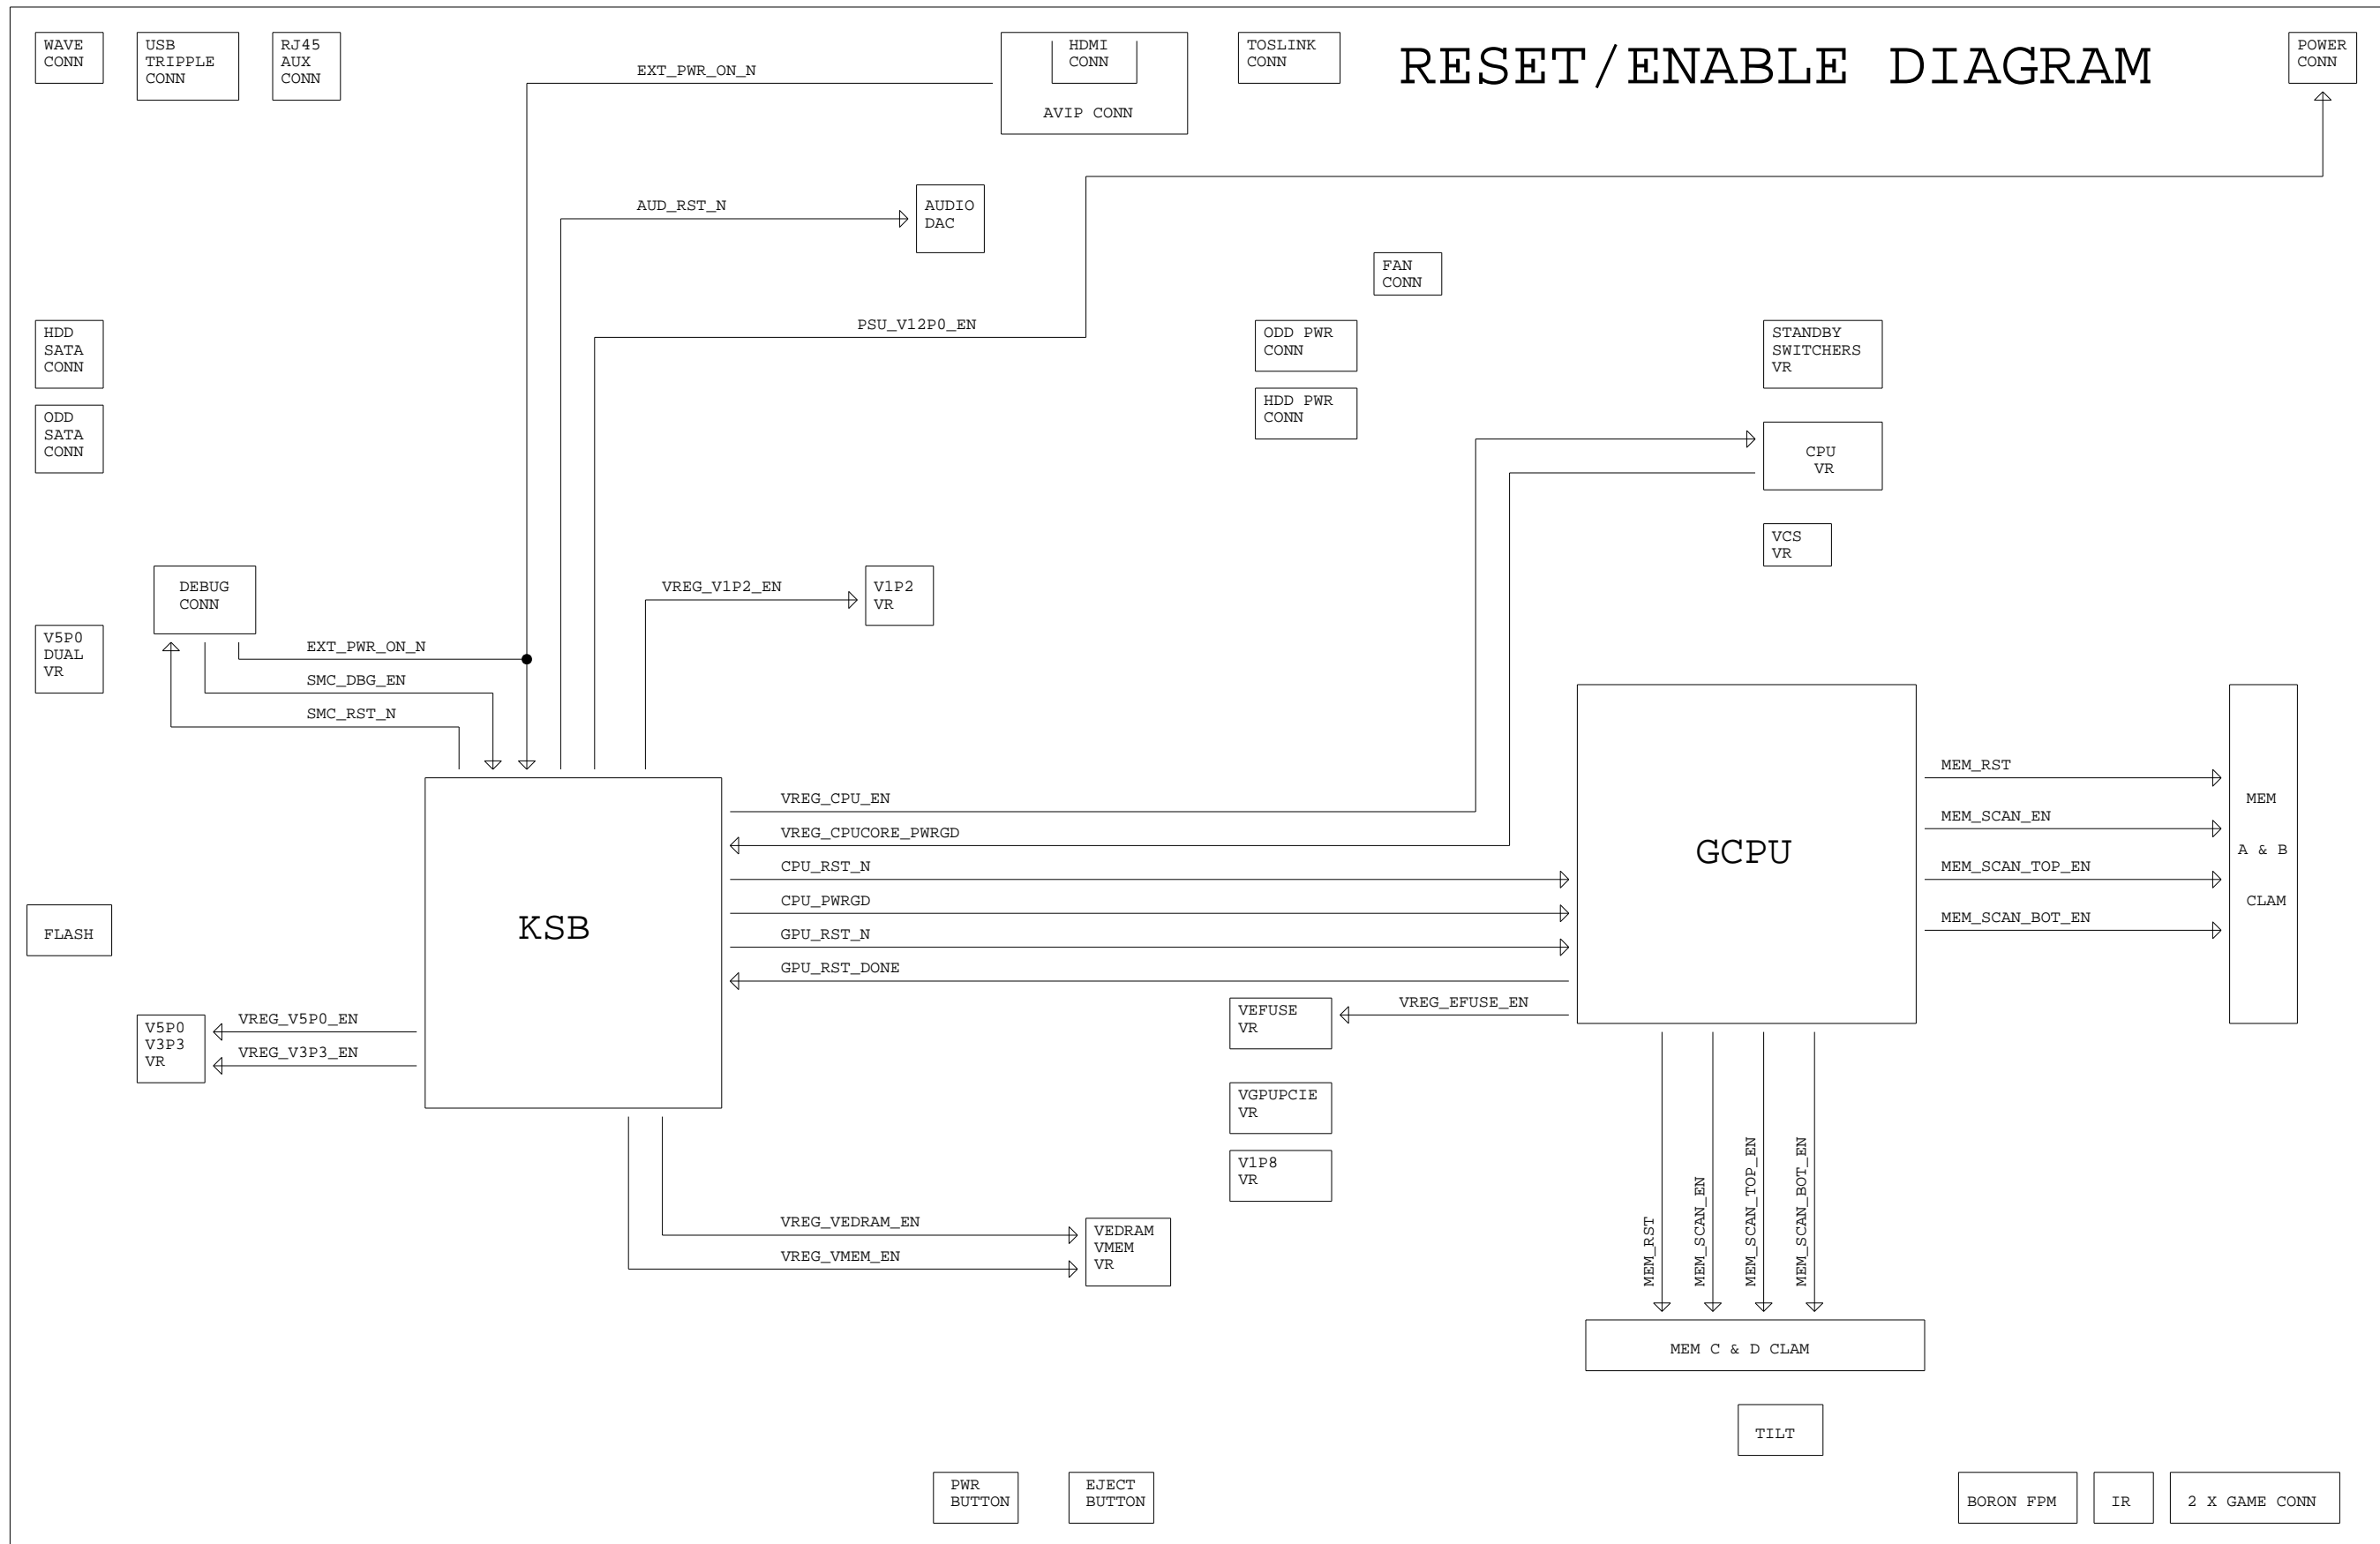 RESET/ENABLE DIAGRAM
WAVE
CONN
USB
TRIPPLE
CONN
RJ45
AUX
CONN
EXT_PWR_ON_N
HDMI
CONN
AVIP CONN
TOSLINK
CONN
POWER
CONN
AUD_RST_N
AUDIO
DAC
FAN
CONN
PSU_V12P0_EN
HDD
SATA
CONN
ODD PWR
CONN
STANDBY
SWITCHERS
VR
HDD PWR
CONN
ODD
SATA
CONN
CPU
VR
VCS
VR
DEBUG
CONN
VREG_V1P2_EN
V1P2
VR
V5P0
DUAL
VR
EXT_PWR_ON_N
SMC_DBG_EN
SMC_RST_N
VREG_CPU_EN
VREG_CPUCORE_PWRGD
CPU_RST_N
CPU_PWRGD
GPU_RST_N
GPU_RST_DONE
KSB
GCPU
MEM_RST
MEM_SCAN_EN
MEM_SCAN_TOP_EN
MEM_SCAN_BOT_EN
MEM
A & B
CLAM
FLASH
V5P0
V3P3
VR
VREG_V5P0_EN
VREG_V3P3_EN
VEFUSE
VR
VREG_EFUSE_EN
VGPUPCIE
VR
V1P8
VR
VREG_VEDRAM_EN
VREG_VMEM_EN
VEDRAM
VMEM
VR
MEM_RST
MEM_SCAN_EN
MEM_SCAN_TOP_EN
MEM_SCAN_BOT_EN
MEM C & D CLAM
TILT
PWR
BUTTON
EJECT
BUTTON
BORON FPM
IR
2 X GAME CONN